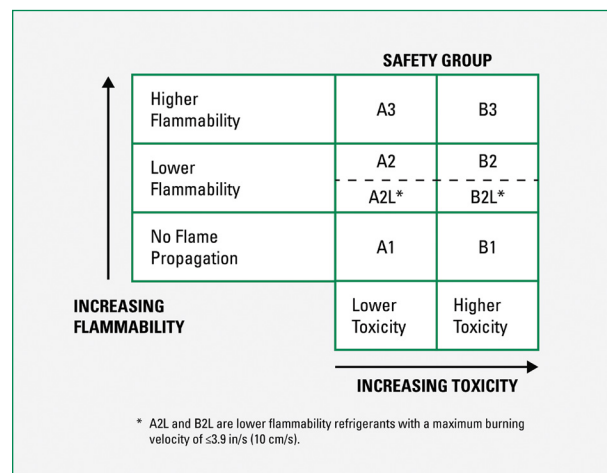 SAFETY GROUP
Higher
Flammability
A3
B3
Lower
Flammability
A2
B2
A2L*
B2L*
No Flame
Propagation
A1
B1
INCREASING
FLAMMABILITY
Lower
Toxicity
Higher
Toxicity
INCREASING TOXICITY
* A2L and B2L are lower flammability refrigerants with a maximum burning
velocity of ≤3.9 in/s (10 cm/s).